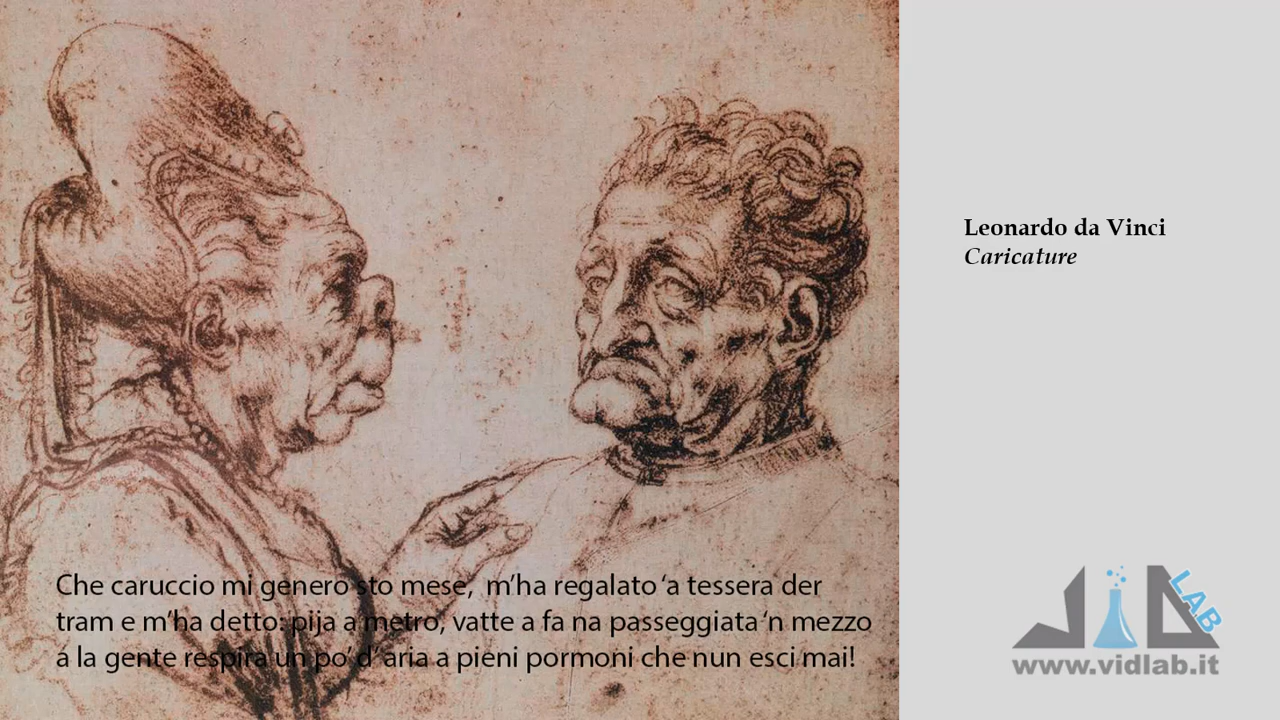 Leonardo da Vinci
Caricature
Che caruccio mi genero sto mese, m'ha regalato 'a tessera der
tram e m'ha detto: pija a metro, vatte a fa na passeggiata 'n mezzo
a la gente respira un po' d'aria a pieni pormoni che nun esci mai!
VID LAB
www.vidlab.it